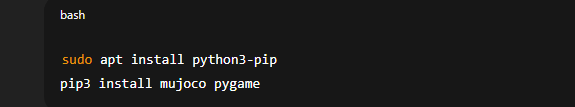 bash
sudo apt install python3-pip
pip3 install mujoco pygame